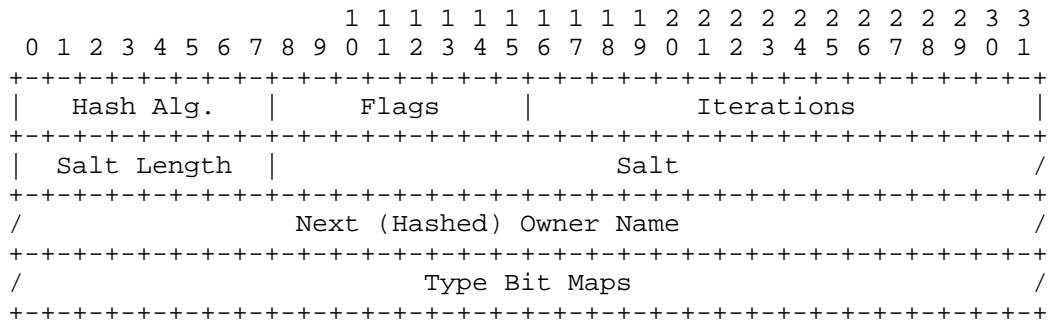 1 1 1 1 1 1 1 1 1 1 2 2 2 2 2 2 2 2 2 2 3 3
 0 1 2 3 4 5 6 7 8 9 0 1 2 3 4 5 6 7 8 9 0 1 2 3 4 5 6 7 8 9 0 1
+-+-+-+-+-+-+-+-+-+-+-+-+-+-+-+-+-+-+-+-+-+-+-+-+-+-+-+-+-+-+-+-+
|   Hash Alg.   |     Flags     |          Iterations           |
+-+-+-+-+-+-+-+-+-+-+-+-+-+-+-+-+-+-+-+-+-+-+-+-+-+-+-+-+-+-+-+-+
|  Salt Length  |                     Salt                      /
+-+-+-+-+-+-+-+-+-+-+-+-+-+-+-+-+-+-+-+-+-+-+-+-+-+-+-+-+-+-+-+-+
/                 Next (Hashed) Owner Name                      /
+-+-+-+-+-+-+-+-+-+-+-+-+-+-+-+-+-+-+-+-+-+-+-+-+-+-+-+-+-+-+-+-+
/                         Type Bit Maps                         /
+-+-+-+-+-+-+-+-+-+-+-+-+-+-+-+-+-+-+-+-+-+-+-+-+-+-+-+-+-+-+-+-+